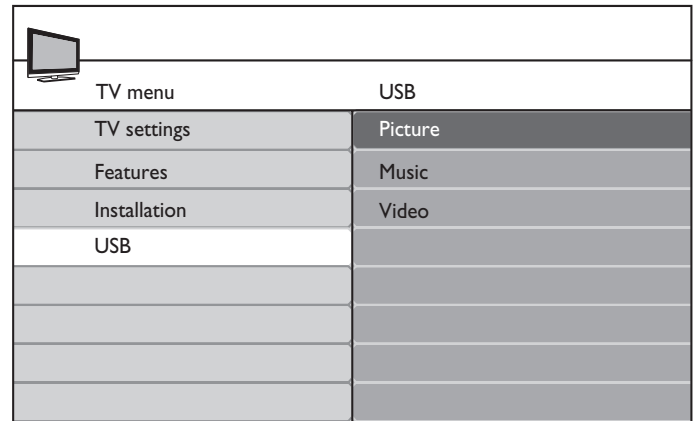 TV menu USB
TV settings Picture
Features Music
Installation Video
USB